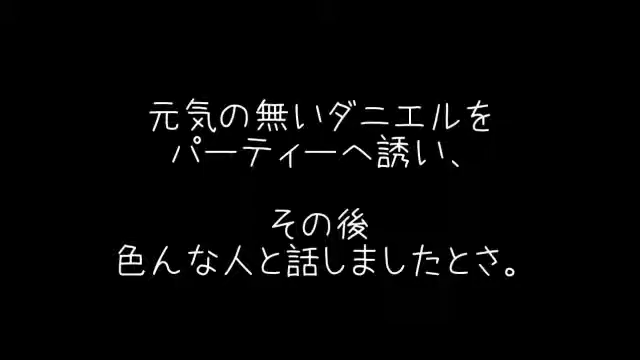 元気の無いダニエルを
パーティーへ誘い、
その後
色んな人と話しましたとさ。